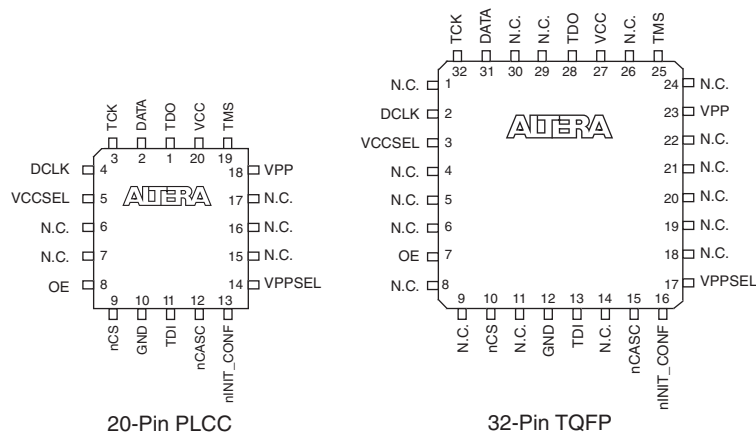 TCK DATA TDO VCC TMS
3 2 1 20 19
DCLK 4 18 VPP
VCCSEL 5 ALTERA 17 N.C.
N.C. 6 16 N.C.
N.C. 7 15 N.C.
OE 8 14 VPPSEL
9 10 11 12 13
nCS GND TDI nCASC nINIT_CONF
20-Pin PLCC
TCK DATA N.C. N.C. TDO VCC N.C. TMS
32 31 30 29 28 27 26 25
N.C. 1 24 N.C.
DCLK 2 ALTERA 23 VPP
VCCSEL 3 22 N.C.
N.C. 4 21 N.C.
N.C. 5 20 N.C.
N.C. 6 19 N.C.
OE 7 18 N.C.
N.C. 8 17 VPPSEL
9 10 11 12 13 14 15 16
N.C. nCS N.C. GND TDI N.C. nCASC nINIT_CONF
32-Pin TQFP